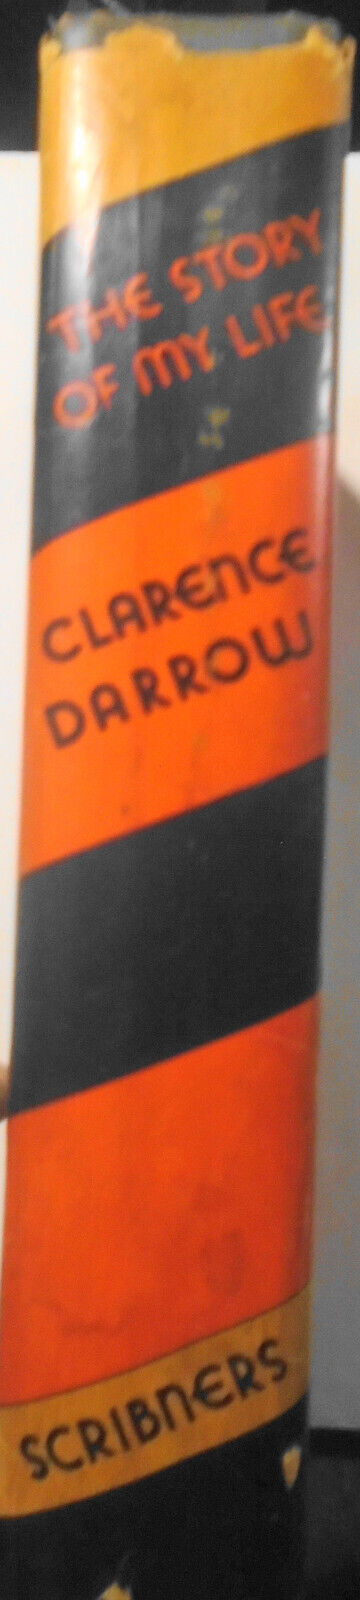 THE STORY
OF MY LIFE
CLARENCE
DARROW
SCRIBNERS